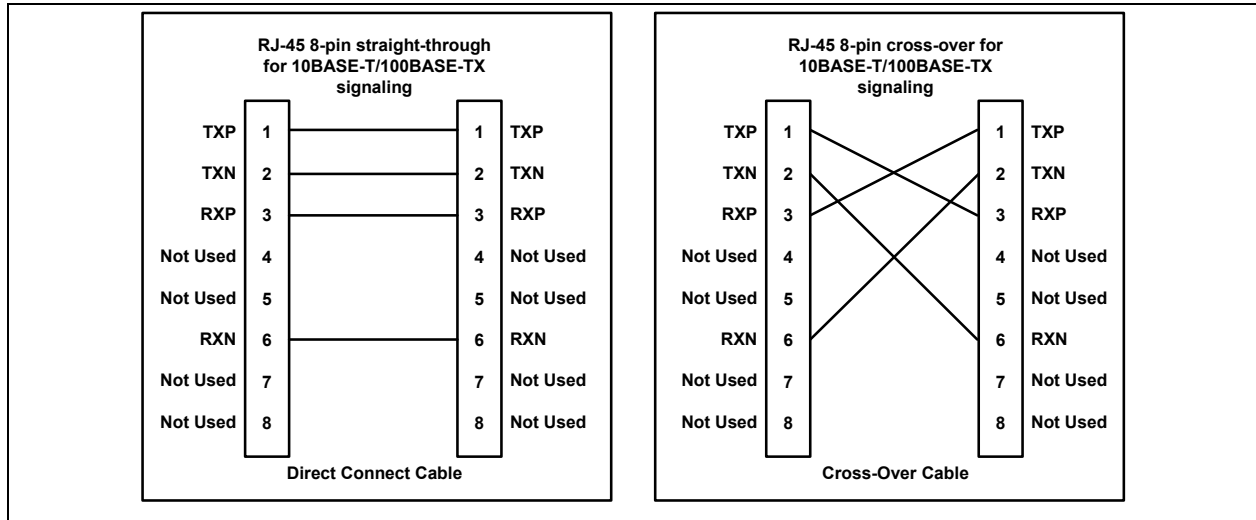 RJ-45 8-pin straight-through
for 10BASE-T/100BASE-TX
signaling
TXP 1 1 TXP
TXN 2 2 TXN
RXP 3 3 RXP
Not Used 4 4 Not Used
Not Used 5 5 Not Used
RXN 6 6 RXN
Not Used 7 7 Not Used
Not Used 8 8 Not Used
Direct Connect Cable
RJ-45 8-pin cross-over for
10BASE-T/100BASE-TX
signaling
TXP 1 1 TXP
TXN 2 2 TXN
RXP 3 3 RXP
Not Used 4 4 Not Used
Not Used 5 5 Not Used
RXN 6 6 RXN
Not Used 7 7 Not Used
Not Used 8 8 Not Used
Cross-Over Cable